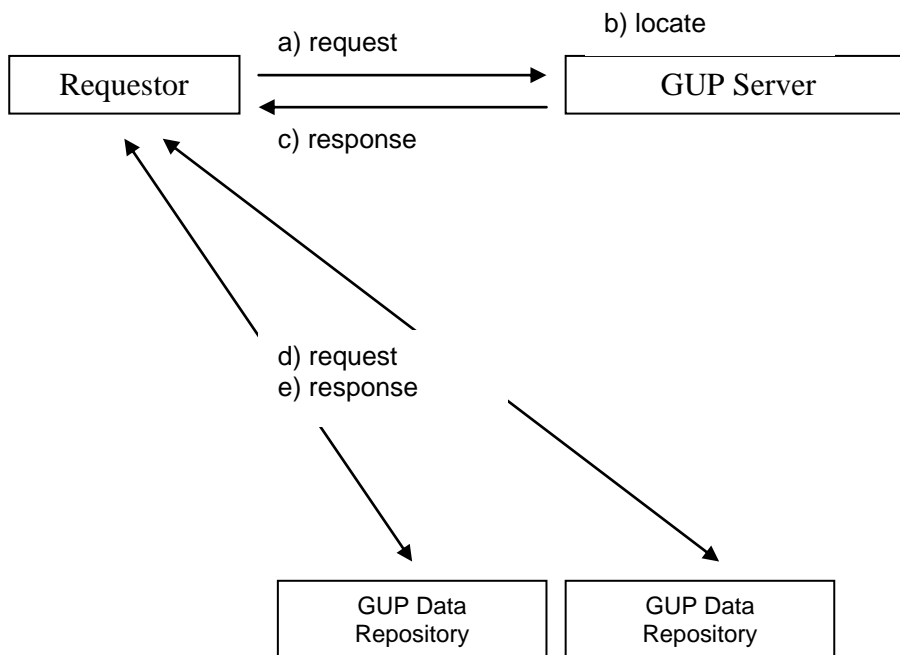 b) locate
a) request
Requestor
GUP Server
c) response
d) request
e) response
GUP Data
Repository
GUP Data
Repository